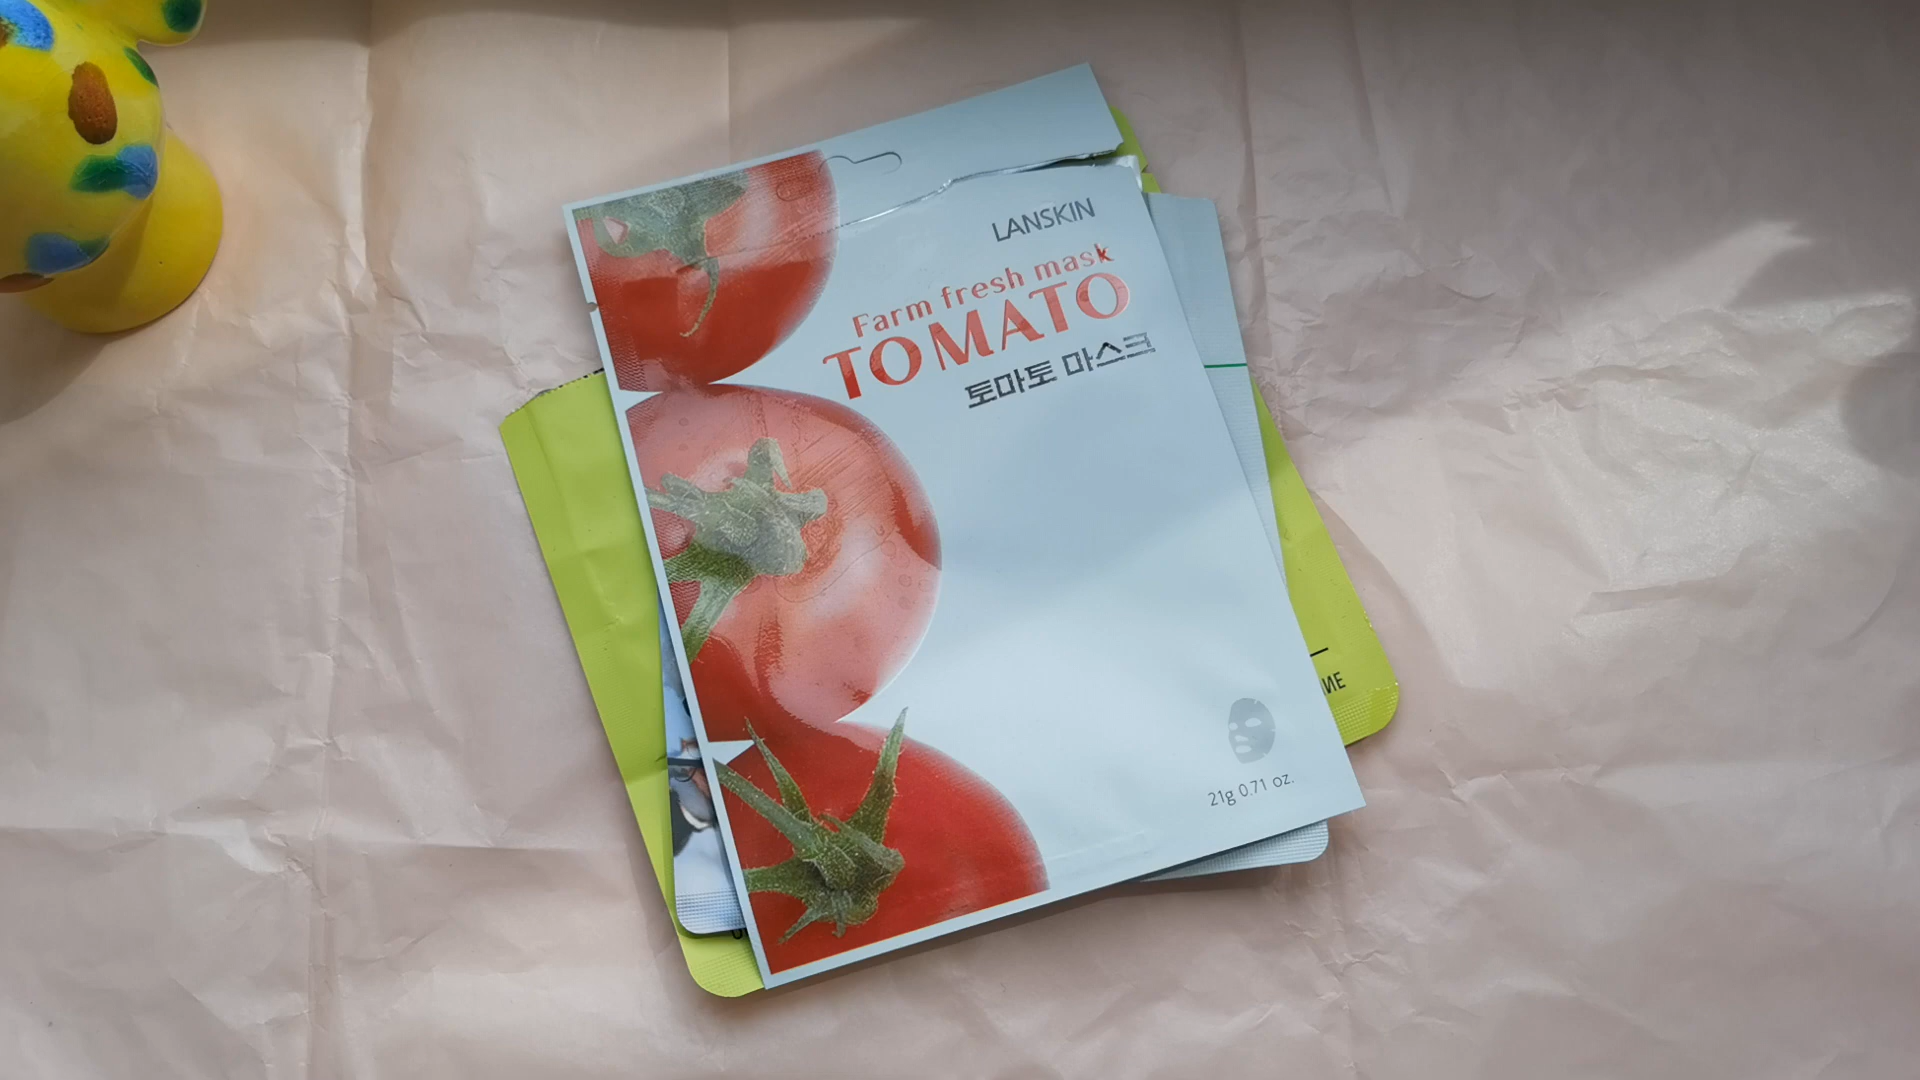 LANSKIN
Farm fresh mask
TOMATO
토마토 마스크
21g 0.71 oz.